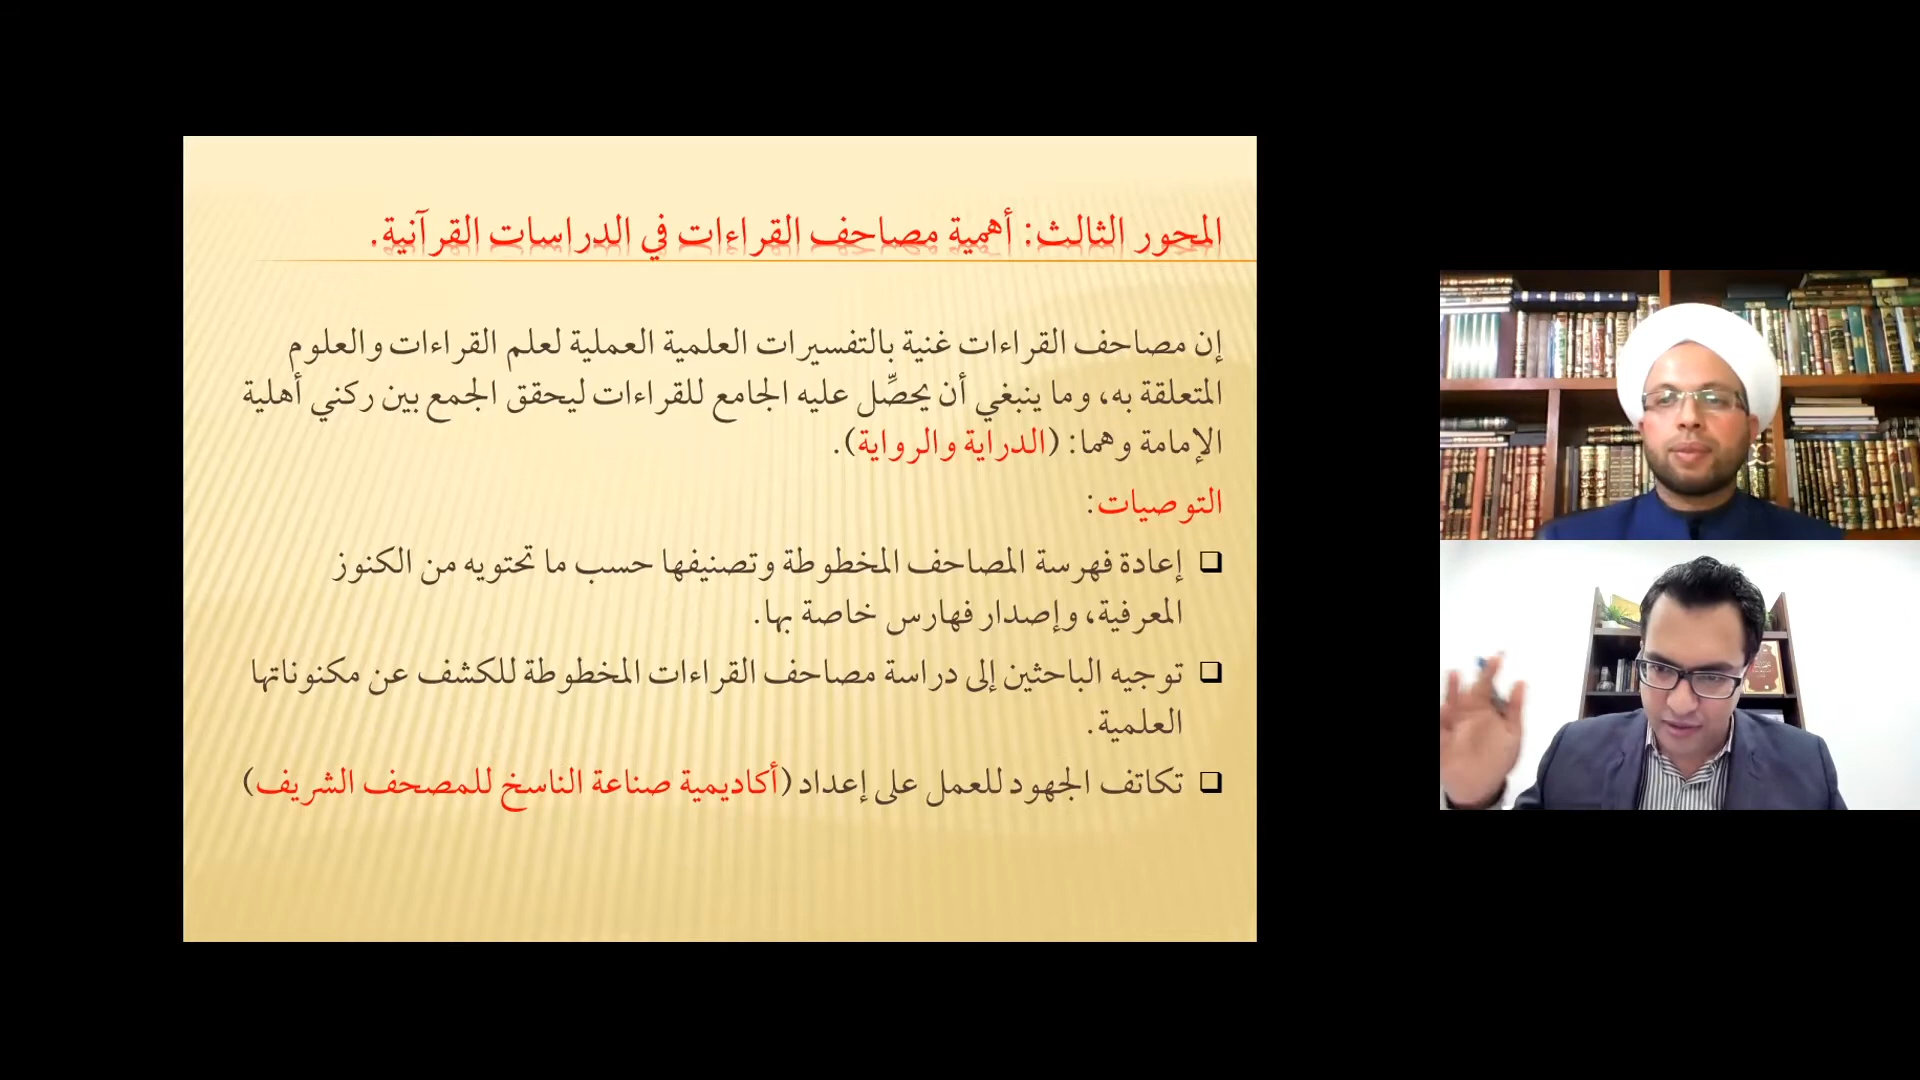 المحور الثالث: أهمية مصاحف القراءات في الدراسات القرآنية.
إن مصاحف القراءات غنية بالتفسيرات العلمية العملية لعلم القراءات والعلوم
المتعلقة به، وما ينبغي أن يحصِّل عليه الجامع للقراءات ليحقق الجمع بين ركني أهلية
الإمامة وهما: (الدراية والرواية).
التوصيات:
❑ إعادة فهرسة المصاحف المخطوطة وتصنيفها حسب ما تحتويه من الكنوز
المعرفية، وإصدار فهارس خاصة بها.
❑ توجيه الباحثين إلى دراسة مصاحف القراءات المخطوطة للكشف عن مكنوناتها
العلمية.
❑ تكاتف الجهود للعمل على إعداد (أكاديمية صناعة الناسخ للمصحف الشريف)